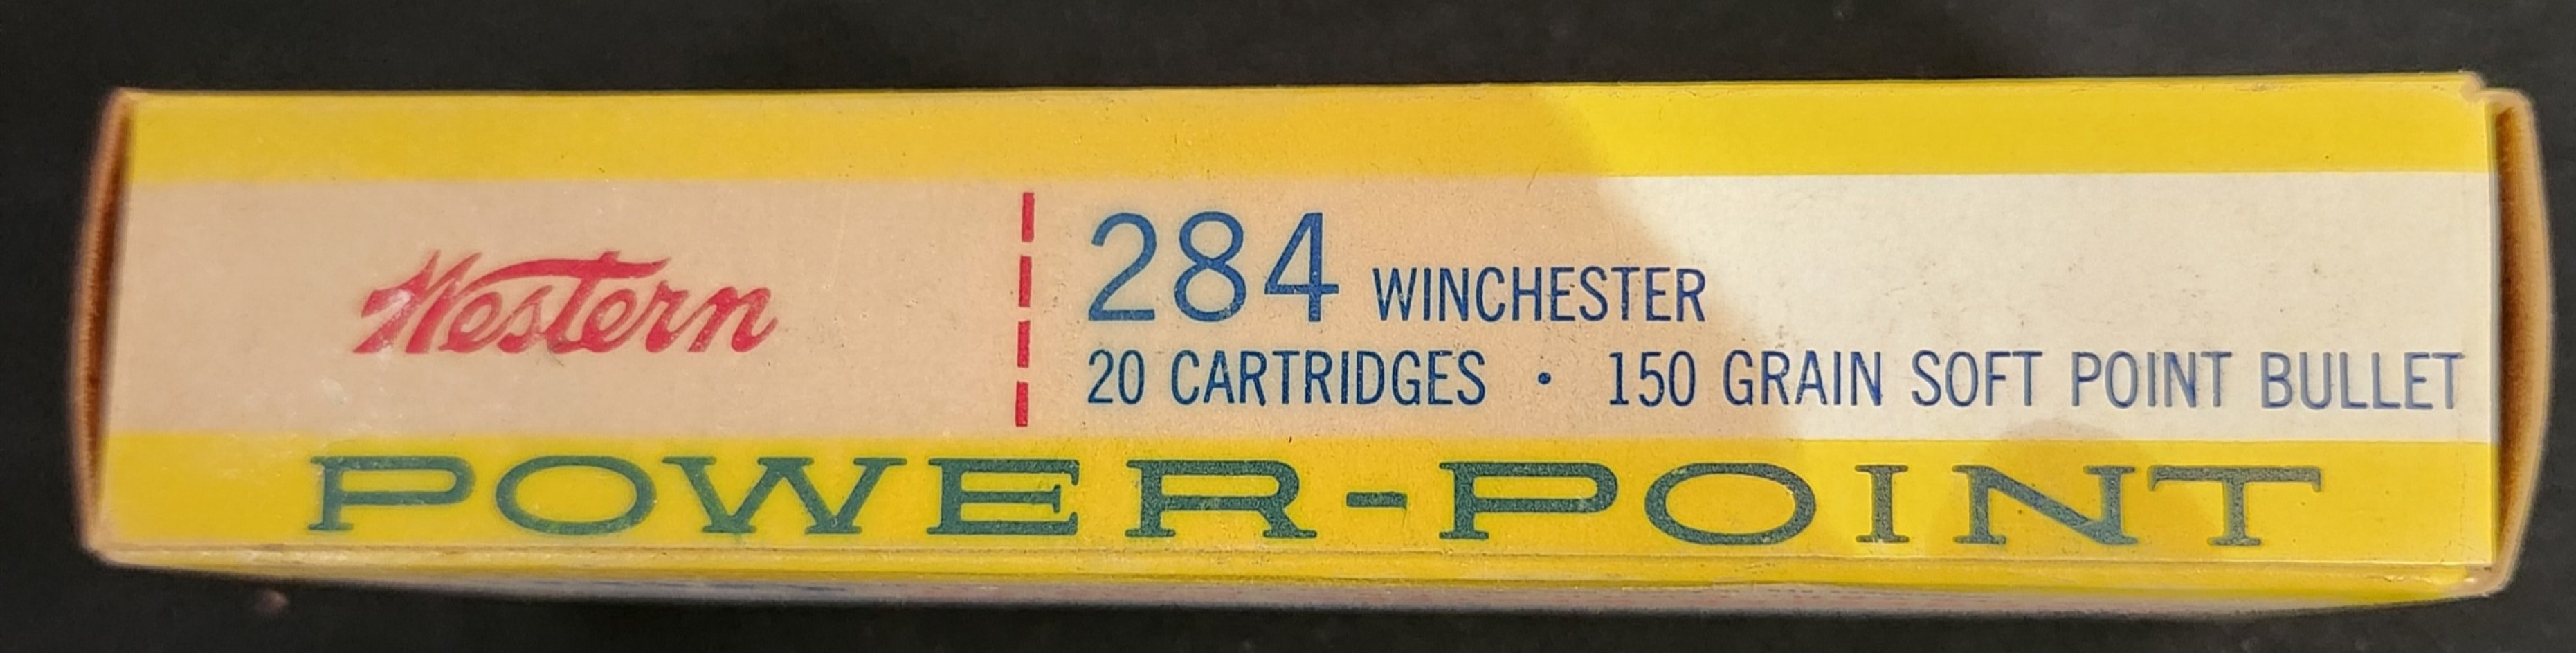 Western
284 WINCHESTER
20 CARTRIDGES • 150 GRAIN SOFT POINT BULLET
POWER-POINT